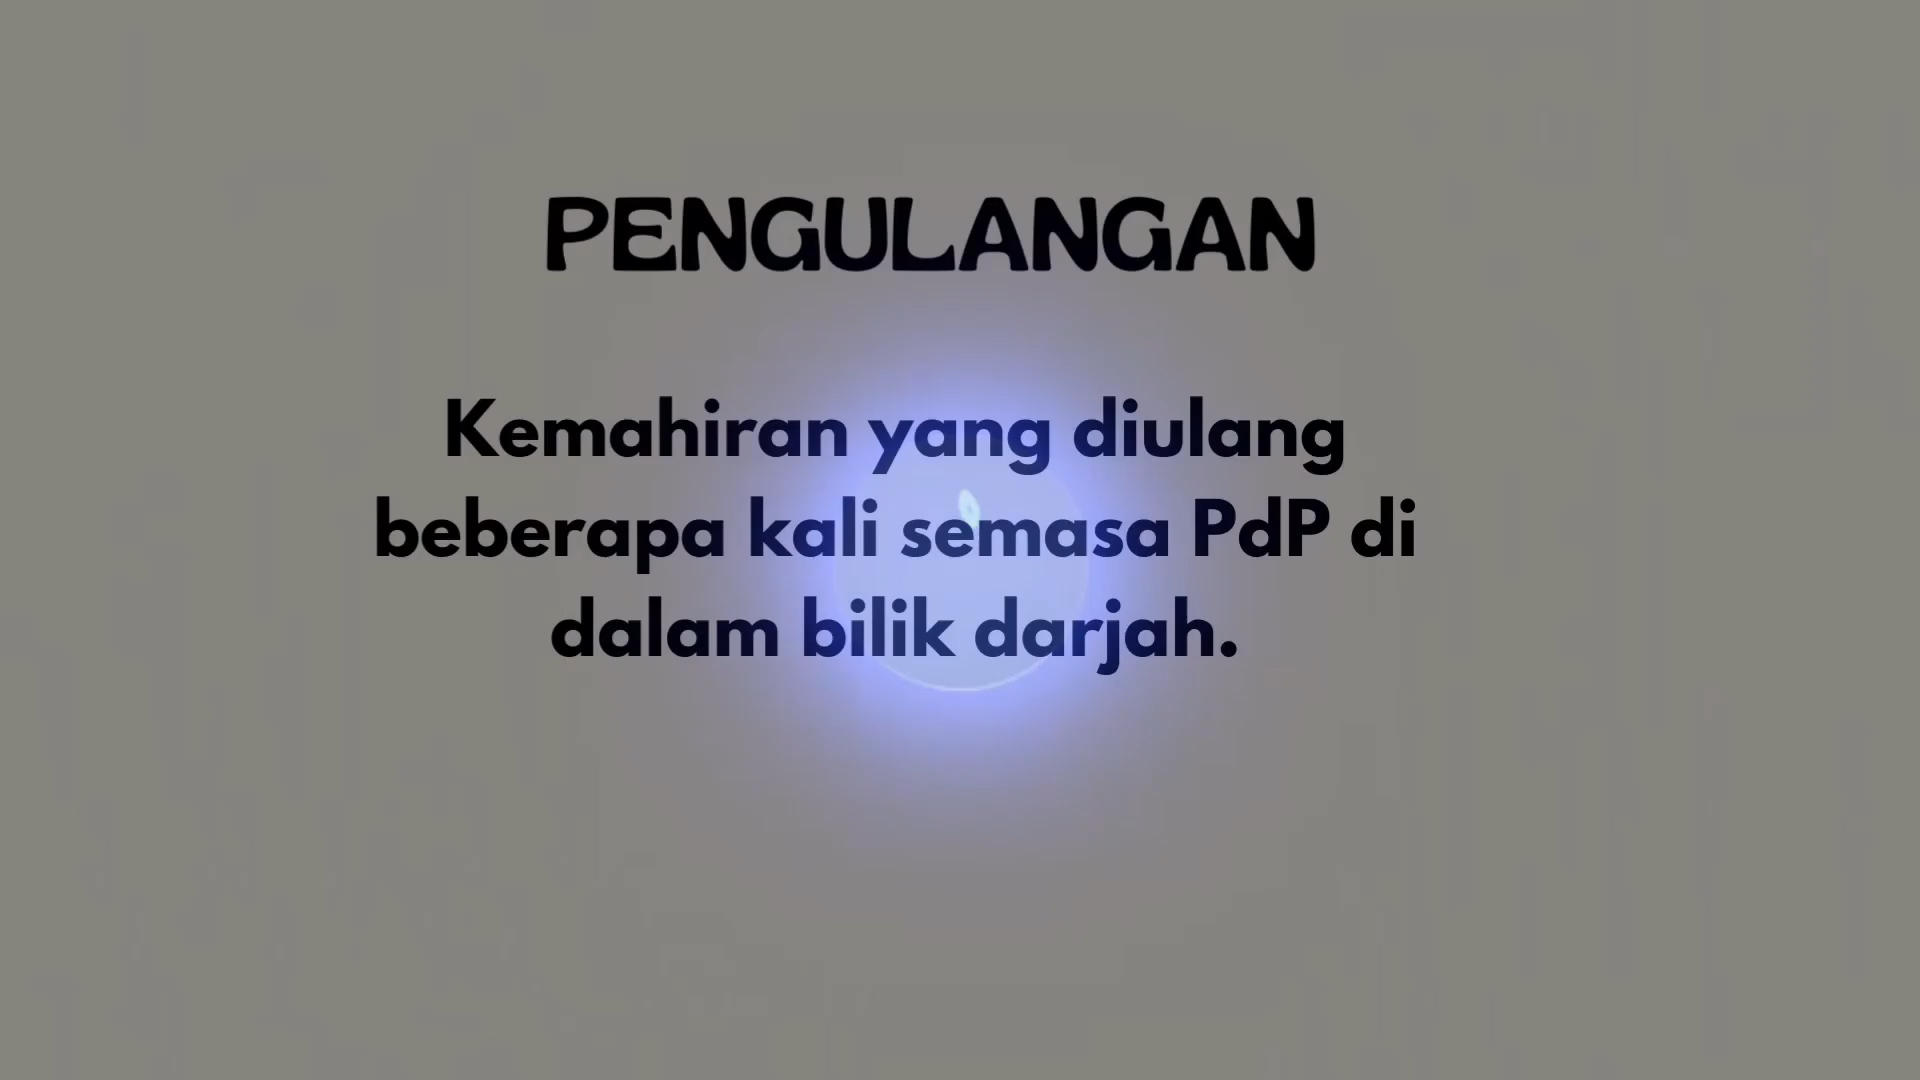 PENGULANGAN
Kemahiran yang diulang
beberapa kali semasa PdP di
dalam bilik darjah.